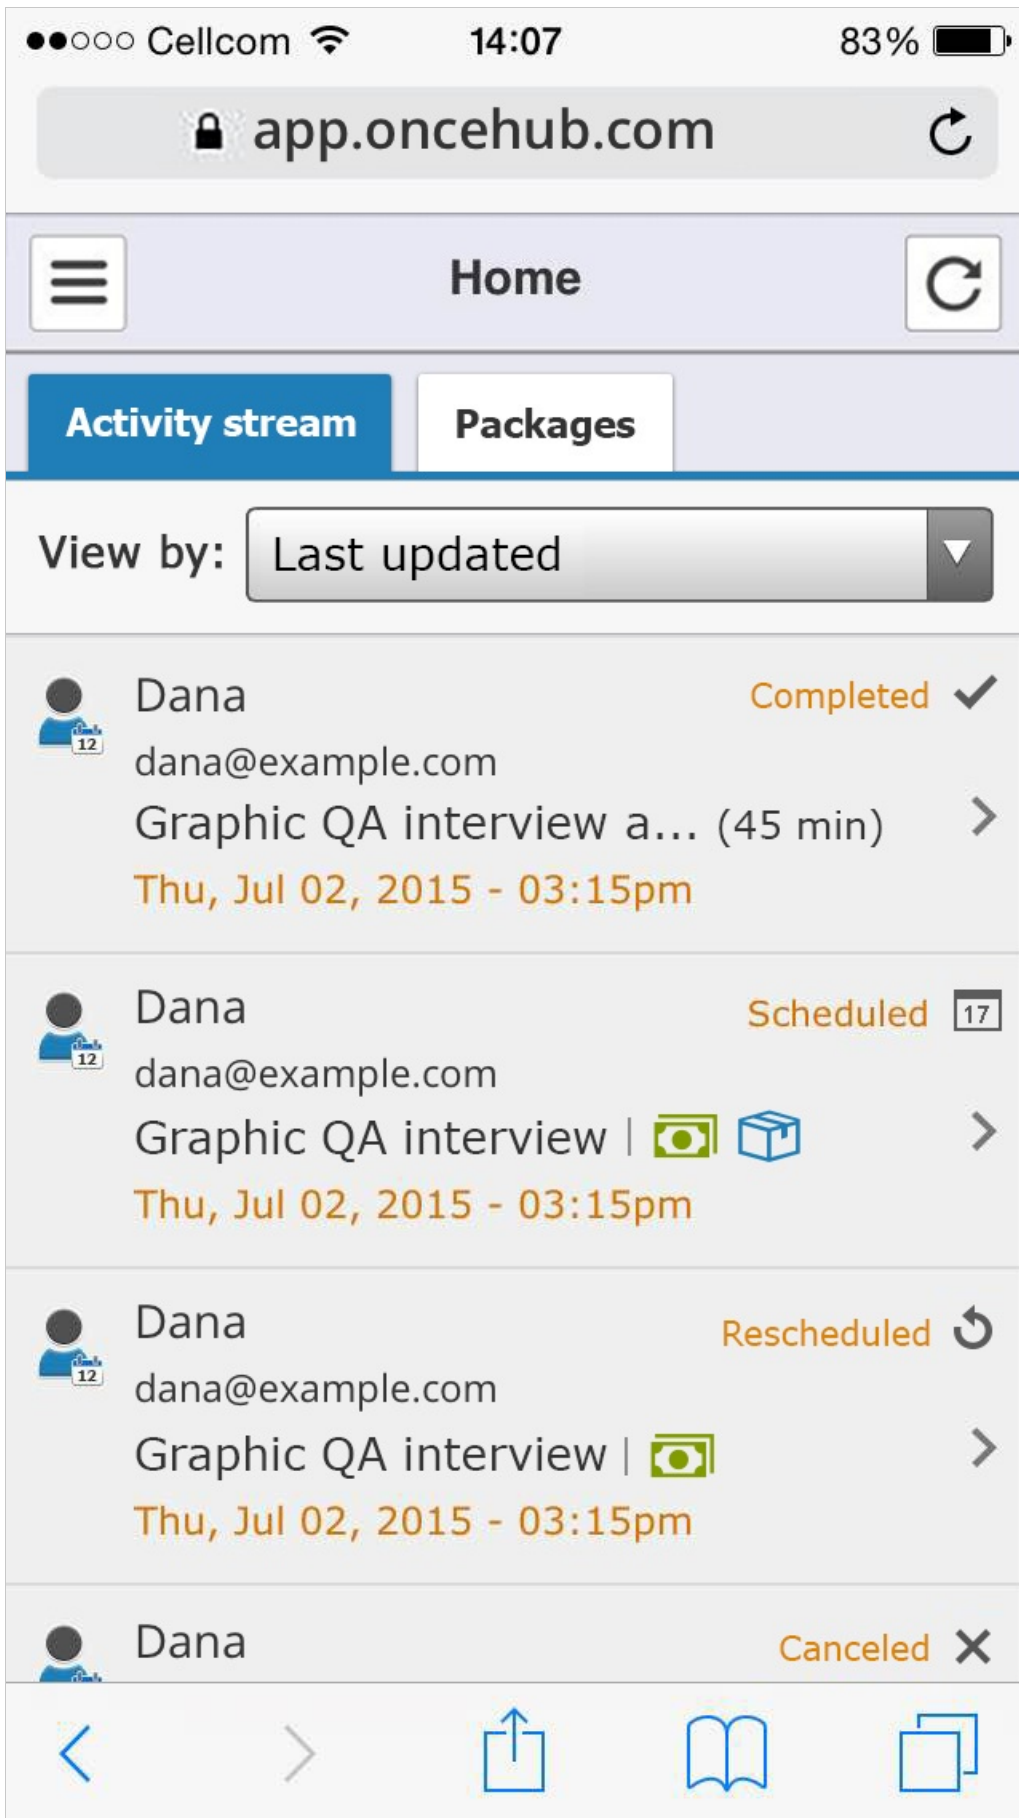 Cellcom 14:07 83%
app.oncehub.com
Home
Activity stream Packages
View by: Last updated
Dana Completed
12
dana@example.com
Graphic QA interview a... (45 min)
Thu, Jul 02, 2015 - 03:15pm
Dana Scheduled 17
12
dana@example.com
Graphic QA interview |
Thu, Jul 02, 2015 - 03:15pm
Dana Rescheduled
12
dana@example.com
Graphic QA interview |
Thu, Jul 02, 2015 - 03:15pm
Dana Canceled